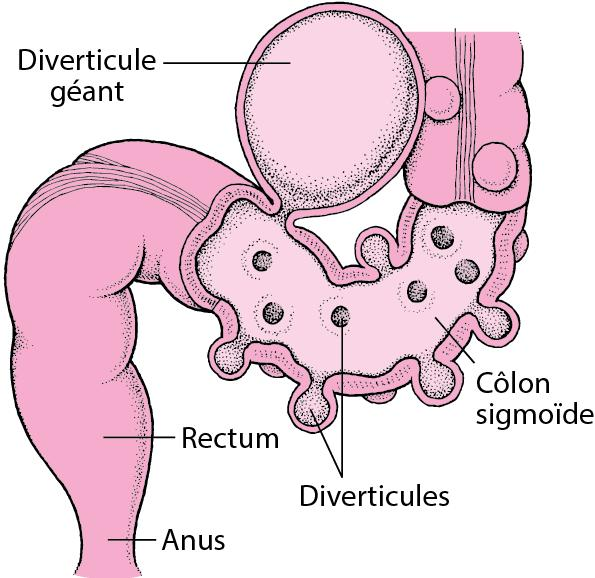 Diverticule
géant
Côlon
sigmoïde
Rectum
Diverticules
Anus